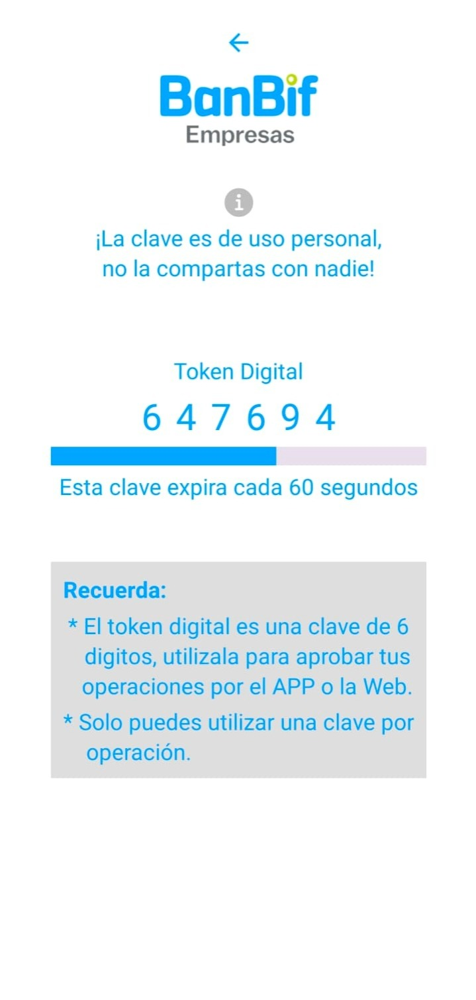 BanBif
Empresas
¡La clave es de uso personal,
no la compartas con nadie!
Token Digital
6 4 7 6 9 4
Esta clave expira cada 60 segundos
Recuerda:
* El token digital es una clave de 6
digitos, utilizala para aprobar tus
operaciones por el APP o la Web.
* Solo puedes utilizar una clave por
operación.